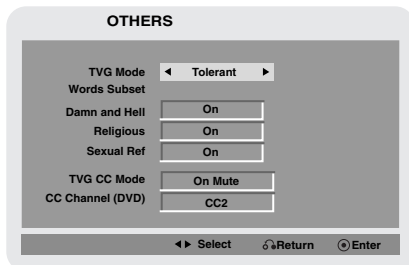 OTHERS
TVG Mode ◄ Tolerant ►
Words Subset
Damn and Hell On
Religious On
Sexual Ref On
TVG CC Mode On Mute
CC Channel (DVD) CC2
◄► Select Return Enter